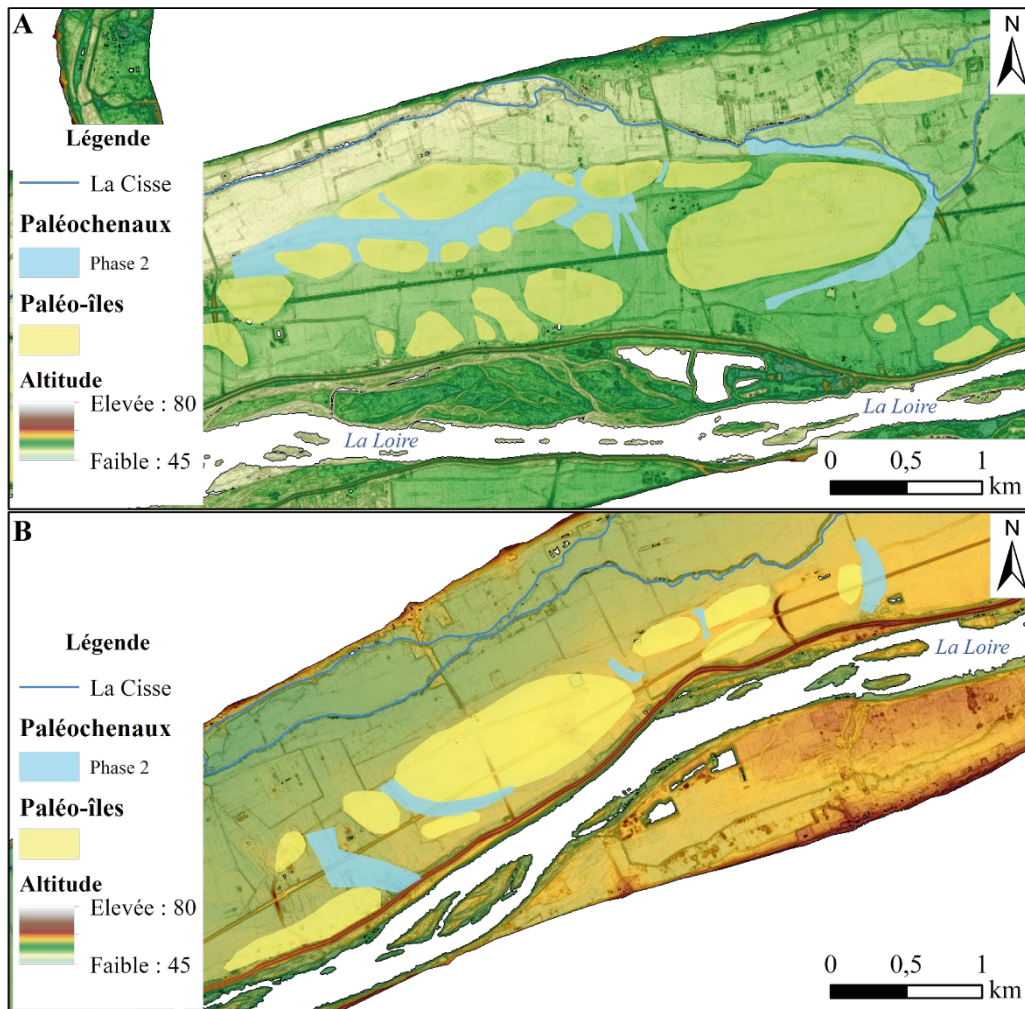 A
N
Légende
La Cisse
Paléochenaux
Phase 2
Paléo-îles
Altitude
Elevée : 80
Faible : 45
La Loire
La Loire
0 0,5 1
km
B
N
Légende
La Cisse
Paléochenaux
Phase 2
Paléo-îles
Altitude
Elevée : 80
Faible : 45
La Loire
0 0,5 1
km